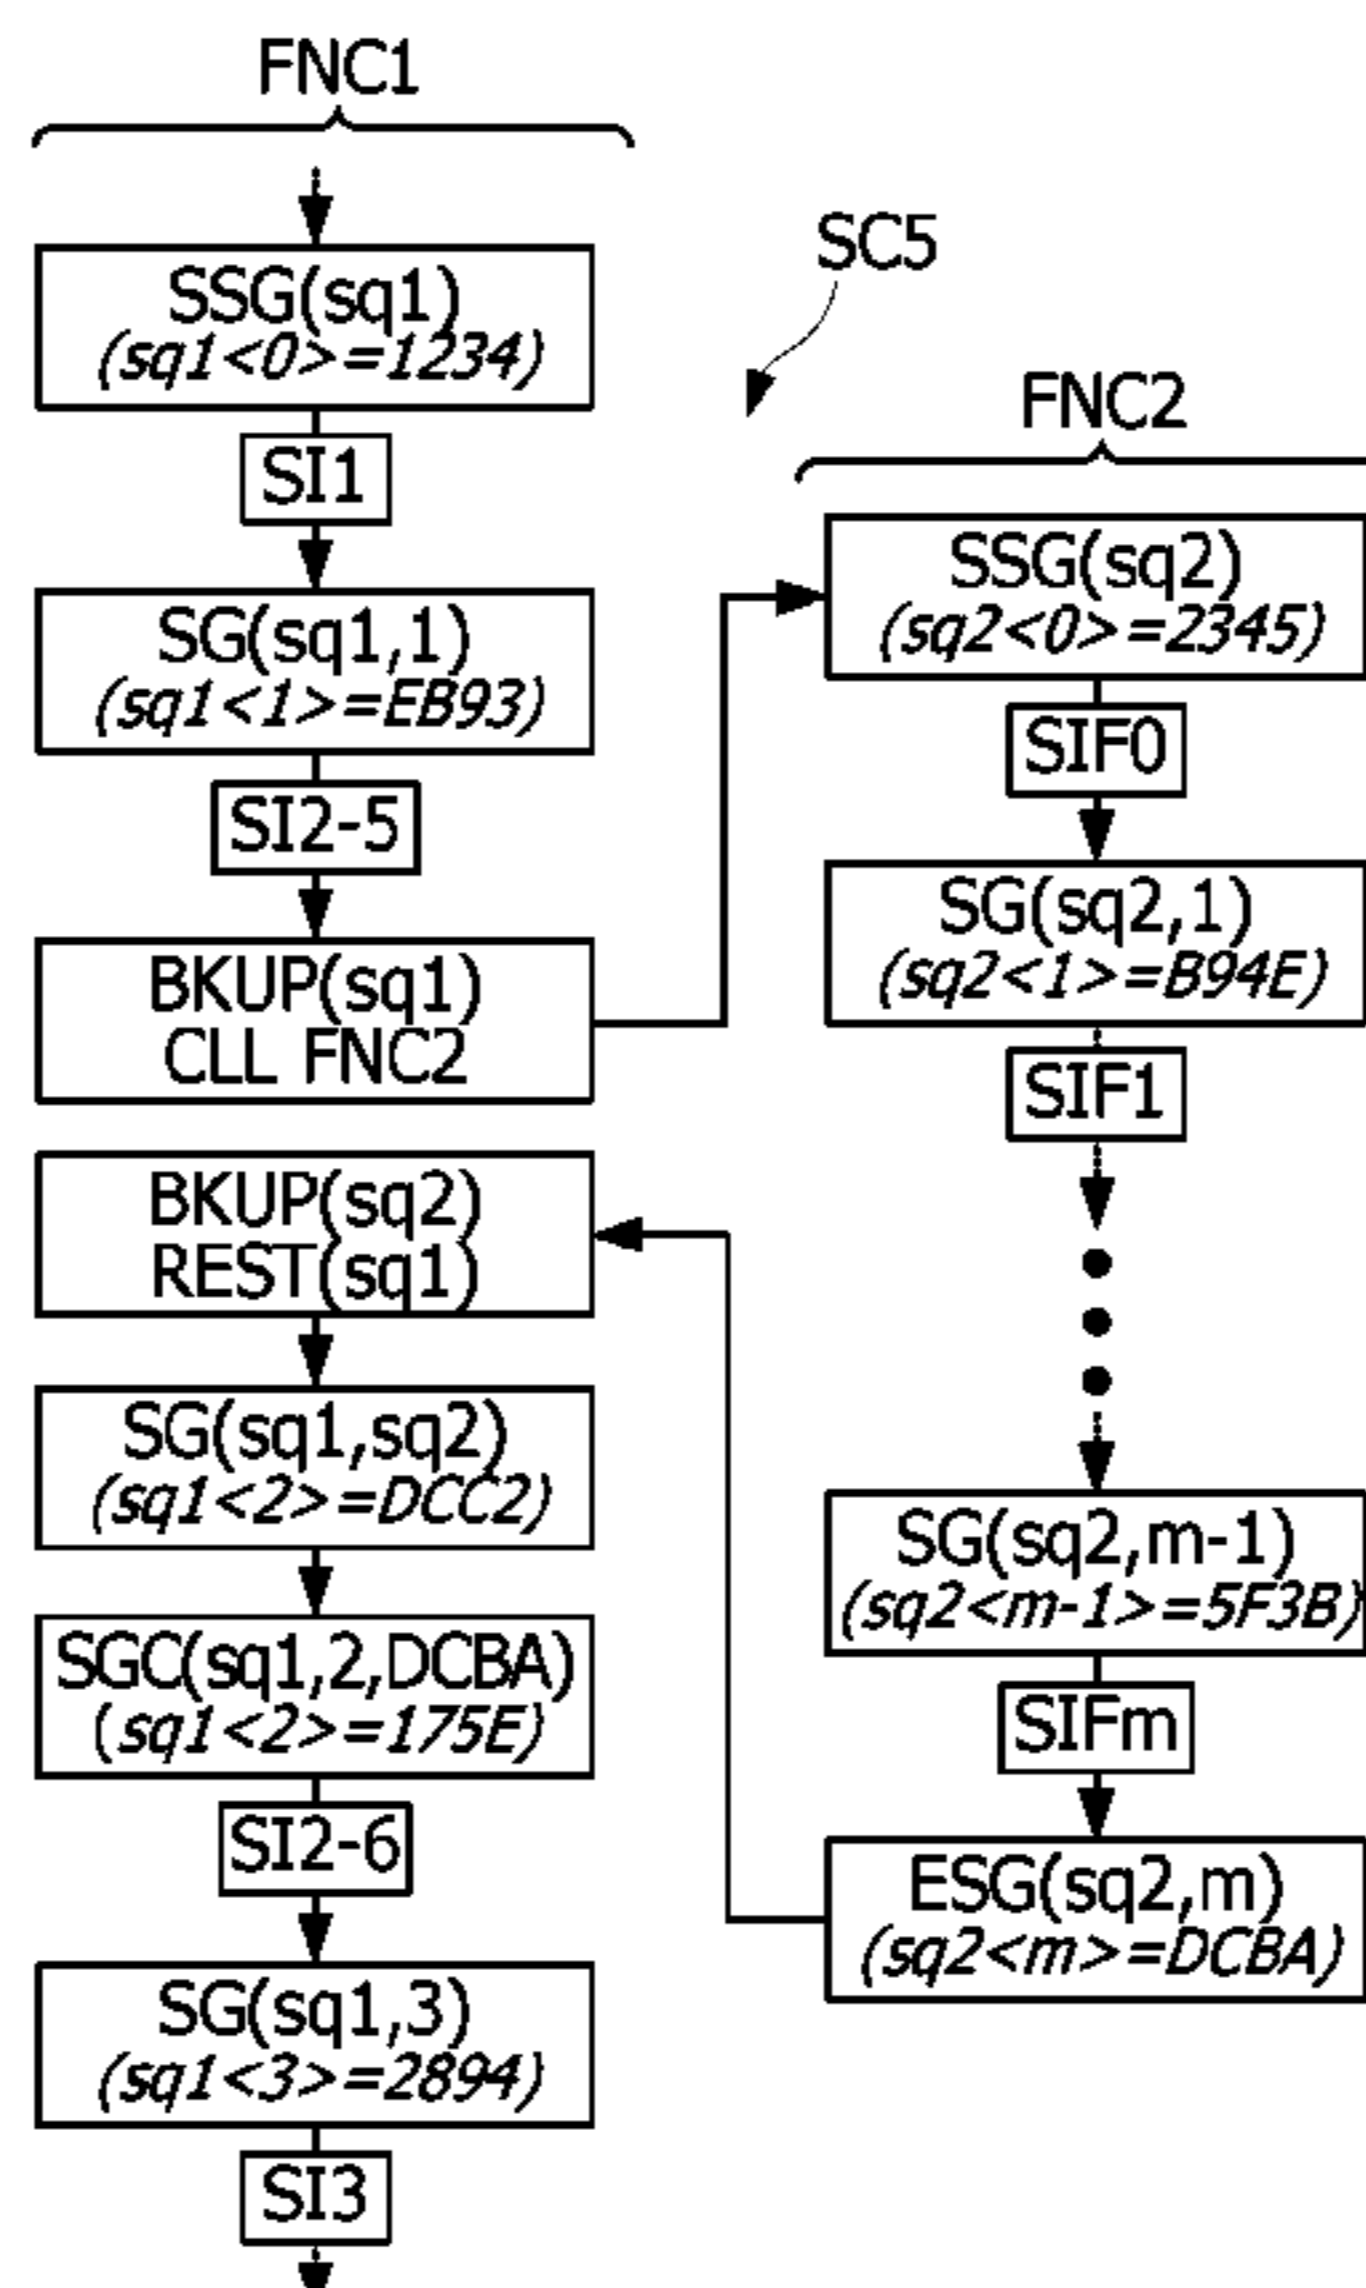 FNC1
SSG(sq1)
(sq1<0>=1234)
SI1
SG(sq1,1)
(sq1<1>=EB93)
SI2-5
BKUP(sq1)
CLL FNC2
BKUP(sq2)
REST(sq1)
SG(sq1,sq2)
(sq1<2>=DCC2)
SGC(sq1,2,DCBA)
(sq1<2>=175E)
SI2-6
SG(sq1,3)
(sq1<3>=2894)
SI3
SC5
FNC2
SSG(sq2)
(sq2<0>=2345)
SIF0
SG(sq2,1)
(sq2<1>=B94E)
SIF1
SG(sq2,m-1)
(sq2<m-1>=5F3B)
SIFm
ESG(sq2,m)
(sq2<m>=DCBA)